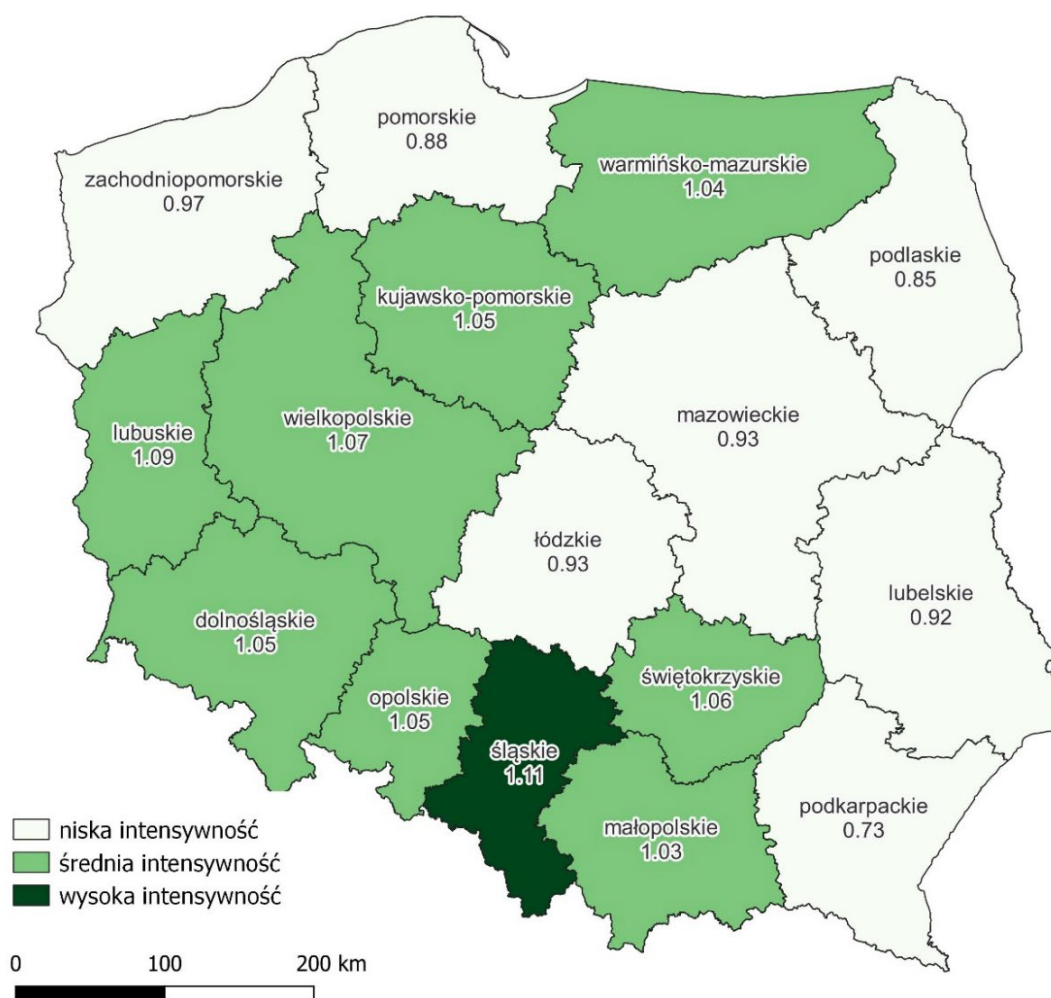 pomorskie
0.88
warmińsko-mazurskie
1.04
zachodniopomorskie
0.97
podlaskie
0.85
kujawsko-pomorskie
1.05
mazowieckie
0.93
wielkopolskie
1.07
lubuskie
1.09
łódzkie
0.93
lubelskie
0.92
dolnośląskie
1.05
świętokrzyskie
1.06
opolskie
1.05
śląskie
1.11
podkarpackie
0.73
małopolskie
1.03
niska intensywność
średnia intensywność
wysoka intensywność
0 100 200 km